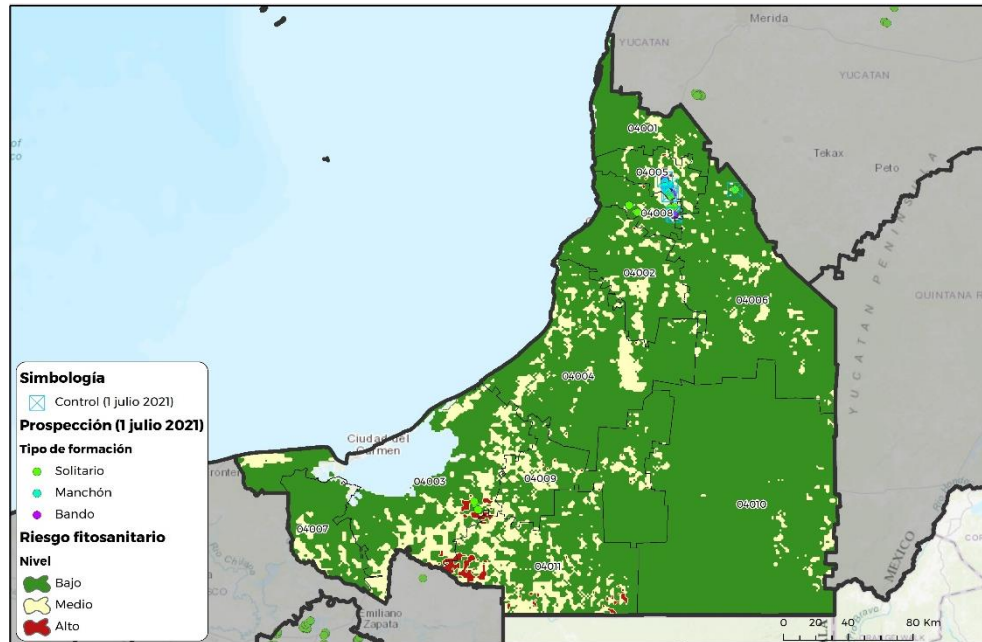 Merida
YUCATAN
YUCATAN
of
04001
Tekax
Peto
04005
04008
04002
04006
QUINTANA R
YUCATAN PENINSULA
04004
Simbología
Control (1 julio 2021)
Prospección (1 julio 2021)
Tipo de formación
Solitario
Manchón
Bando
Riesgo fitosanitario
Nivel
Bajo
Medio
Alto
Ciudad del
Carmen
04003
04009
04010
04007
04011
MEXICO
Emiliano
Zapata
0 20 40 80 Km